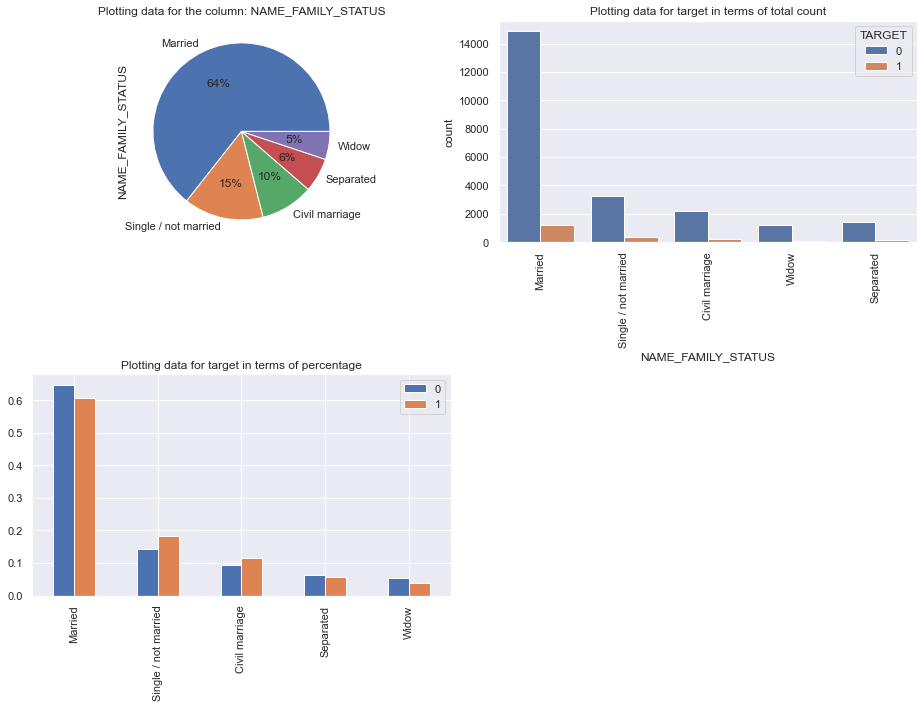 Plotting data for the column: NAME_FAMILY_STATUS
NAME_FAMILY_STATUS
Married
64%
Single / not married
15%
Civil marriage
10%
Separated
6%
Widow
5%
Plotting data for target in terms of total count
count
14000
12000
10000
8000
6000
4000
2000
0
TARGET
0
1
Married
Single / not married
Civil marriage
Widow
Separated
NAME_FAMILY_STATUS
Plotting data for target in terms of percentage
0.6
0.5
0.4
0.3
0.2
0.1
0.0
0
1
Married
Single / not married
Civil marriage
Separated
Widow